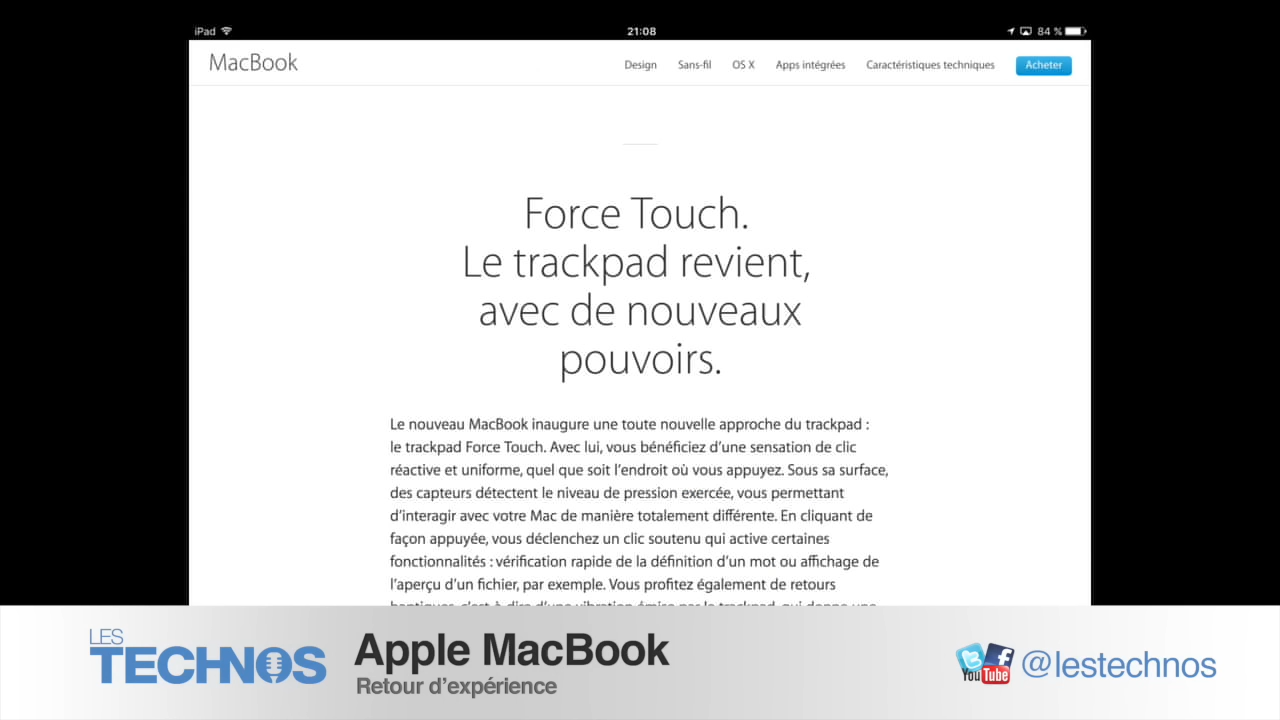 iPad 21:08 84 %
MacBook Design Sans-fil OS X Apps intégrées Caractéristiques techniques Acheter
Force Touch.
Le trackpad revient,
avec de nouveaux
pouvoirs.
Le nouveau MacBook inaugure une toute nouvelle approche du trackpad :
le trackpad Force Touch. Avec lui, vous bénéficiez d’une sensation de clic
réactive et uniforme, quel que soit l’endroit où vous appuyez. Sous sa surface,
des capteurs détectent le niveau de pression exercée, vous permettant
d’interagir avec votre Mac de manière totalement différente. En cliquant de
façon appuyée, vous déclenchez un clic soutenu qui active certaines
fonctionnalités : vérification rapide de la définition d’un mot ou affichage de
l’aperçu d’un fichier, par exemple. Vous profitez également de retours
LES
TECHNOS
Apple MacBook
Retour d’expérience
You Tube
@lestechnos